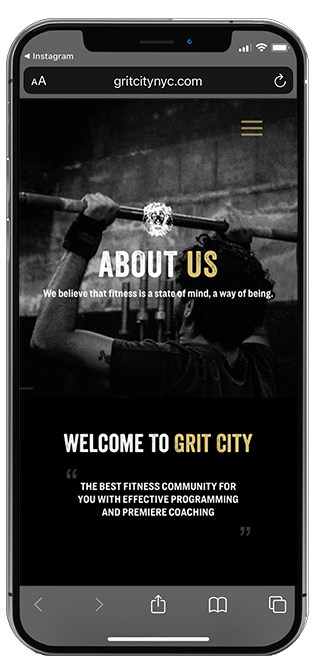 ◀ Instagram
AA
gritcitynyc.com
ABOUT US
We believe that fitness is a state of mind, a way of being.
WELCOME TO GRIT CITY
“
THE BEST FITNESS COMMUNITY FOR
YOU WITH EFFECTIVE PROGRAMMING
AND PREMIERE COACHING
”